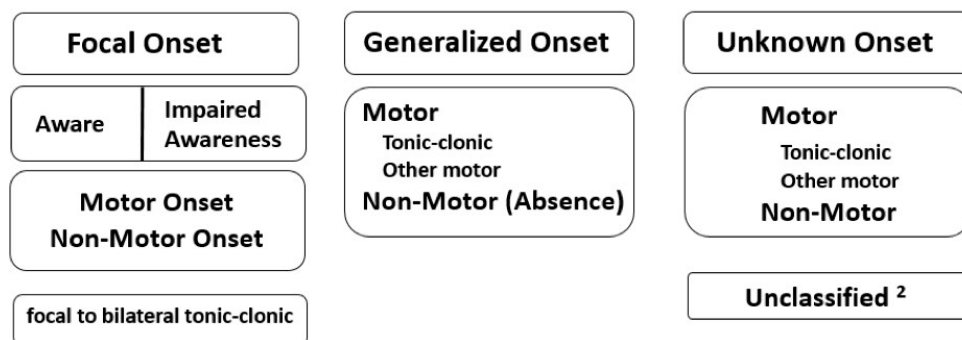 Focal Onset
Aware
Impaired
Awareness
Motor Onset
Non-Motor Onset
focal to bilateral tonic-clonic
Generalized Onset
Motor
Tonic-clonic
Other motor
Non-Motor (Absence)
Unknown Onset
Motor
Tonic-clonic
Other motor
Non-Motor
Unclassified ²